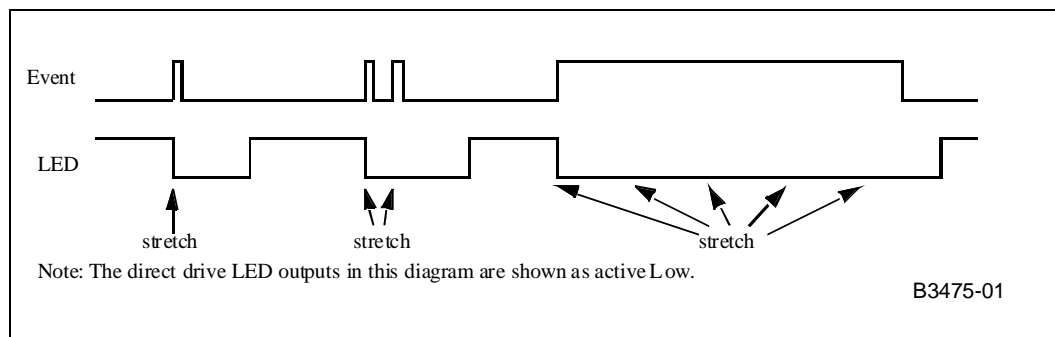 Event
LED
stretch
stretch
stretch
Note: The direct drive LED outputs in this diagram are shown as active Low.
B3475-01